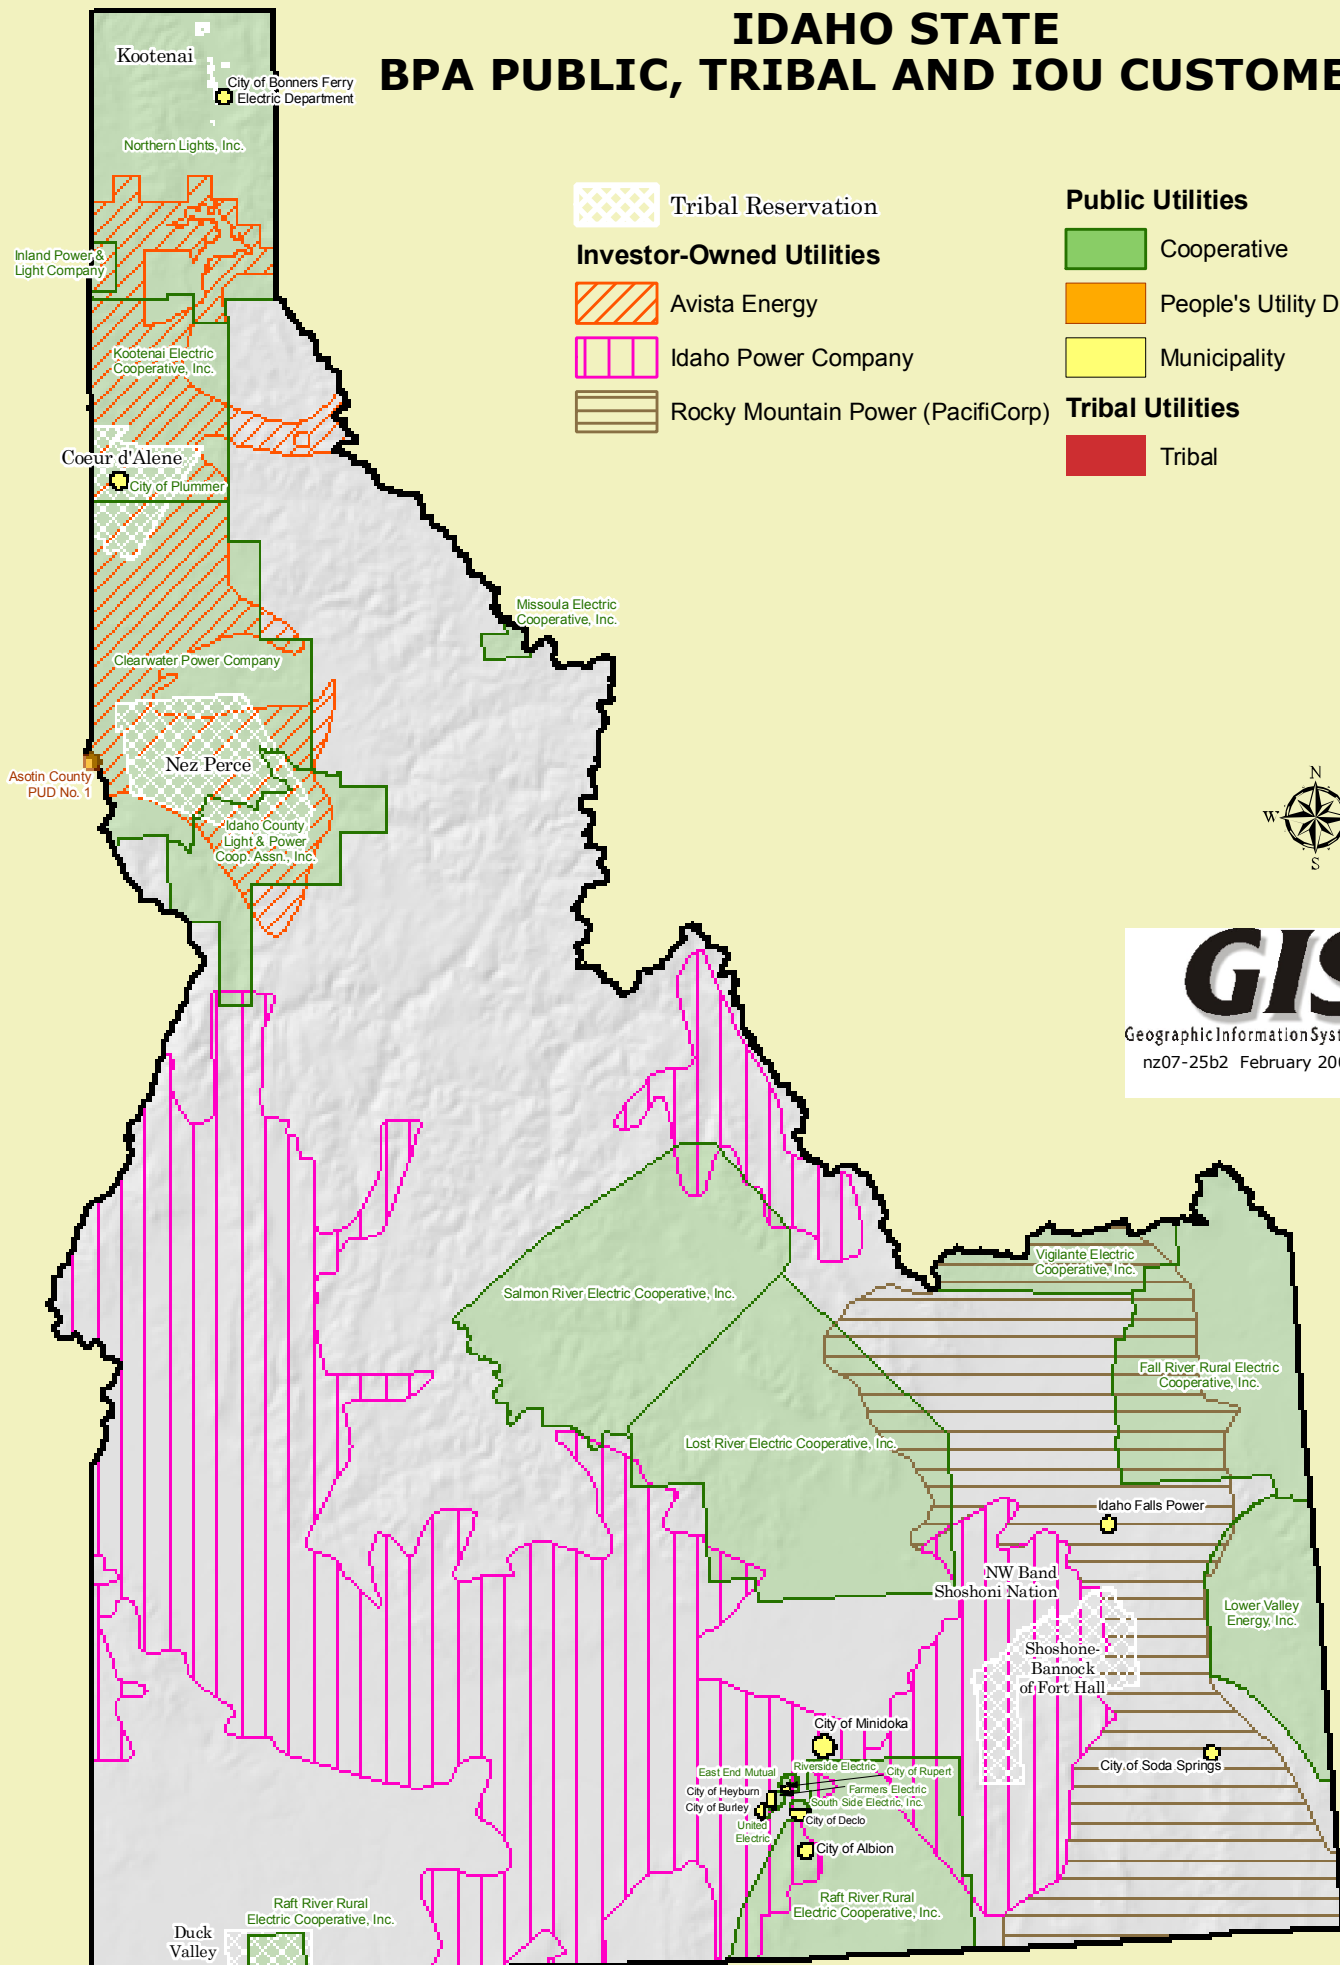 IDAHO STATE
BPA PUBLIC, TRIBAL AND IOU CUSTOME
Kootenai
City of Bonners Ferry
Electric Department
Northern Lights, Inc.
Tribal Reservation
Investor-Owned Utilities
Avista Energy
Idaho Power Company
Rocky Mountain Power (PacifiCorp)
Public Utilities
Cooperative
People's Utility D
Municipality
Tribal Utilities
Tribal
Inland Power &
Light Company
Kootenai Electric
Cooperative, Inc.
Coeur d'Alene
City of Plummer
Missoula Electric
Cooperative, Inc.
Clearwater Power Company
Nez Perce
Asotin County
PUD No. 1
Idaho County
Light & Power
Coop. Assn., Inc.
N
W
S
GIS
Geographic Information Syst
nz07-25b2 February 200
Vigilante Electric
Cooperative, Inc.
Salmon River Electric Cooperative, Inc.
Fall River Rural Electric
Cooperative, Inc.
Lost River Electric Cooperative, Inc.
Idaho Falls Power
NW Band
Shoshoni Nation
Lower Valley
Energy, Inc.
Shoshone-
Bannock
of Fort Hall
City of Minidoka
City of Soda Springs
East End Mutual
Riverside Electric
City of Rupert
City of Heyburn
Farmers Electric
City of Burley
South Side Electric, Inc.
United
Electric
City of Declo
City of Albion
Raft River Rural
Electric Cooperative, Inc.
Raft River Rural
Electric Cooperative, Inc.
Duck
Valley